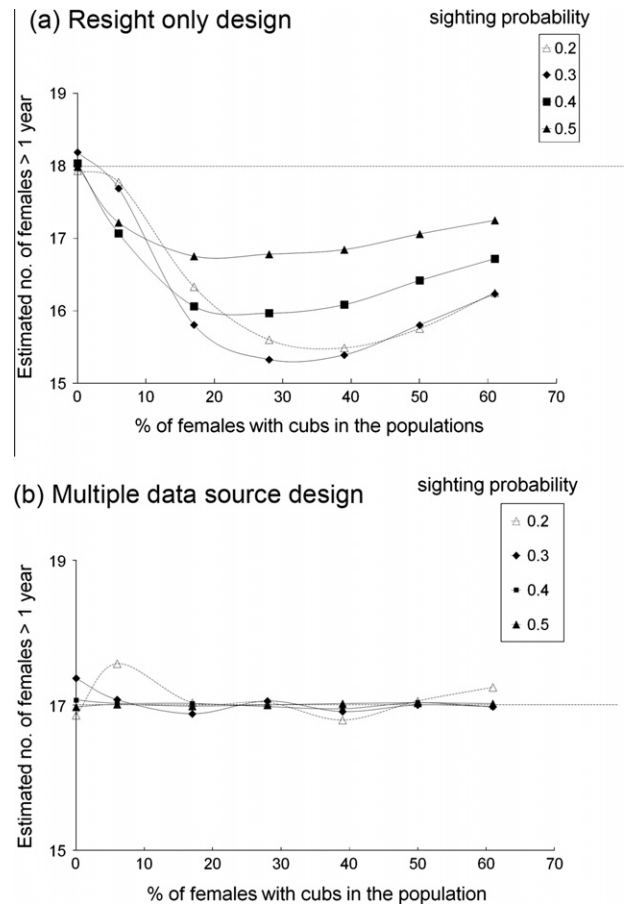 (a) Resight only design
sighting probability
0.2
0.3
0.4
0.5
Estimated no. of females > 1 year
19
18
17
16
15
0 10 20 30 40 50 60 70
% of females with cubs in the populations
(b) Multiple data source design
sighting probability
0.2
0.3
0.4
0.5
Estimated no. of females > 1 year
19
17
15
0 10 20 30 40 50 60 70
% of females with cubs in the population